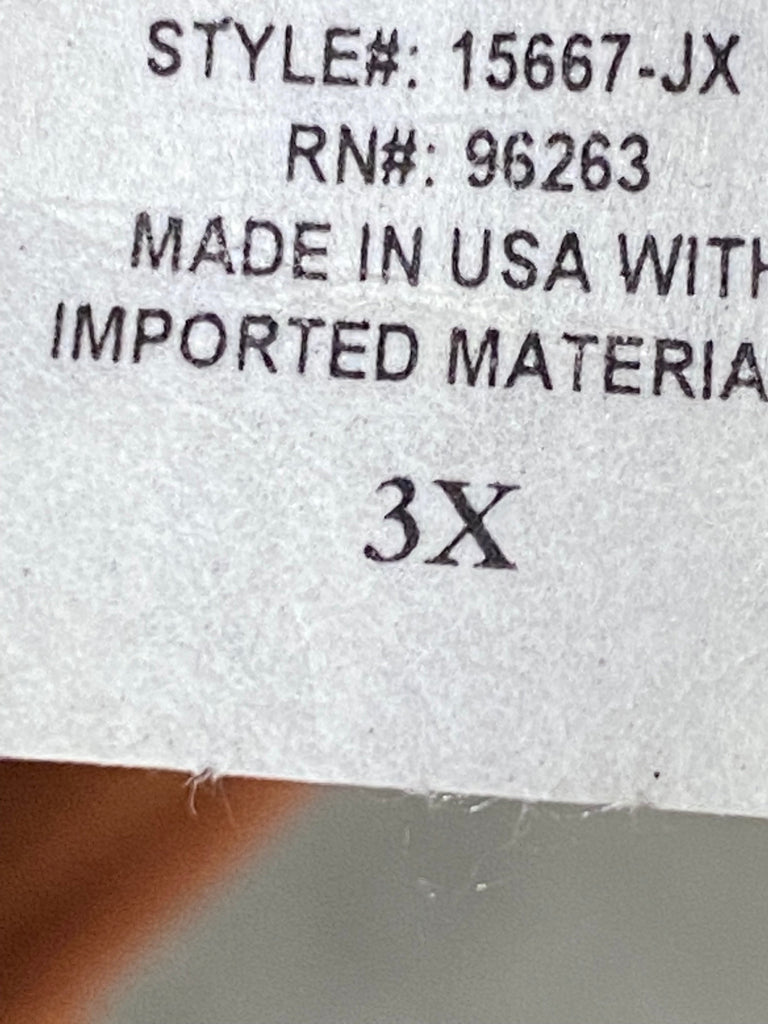 STYLE#: 15667-JX
RN#: 96263
MADE IN USA WITH
IMPORTED MATERIA
3X